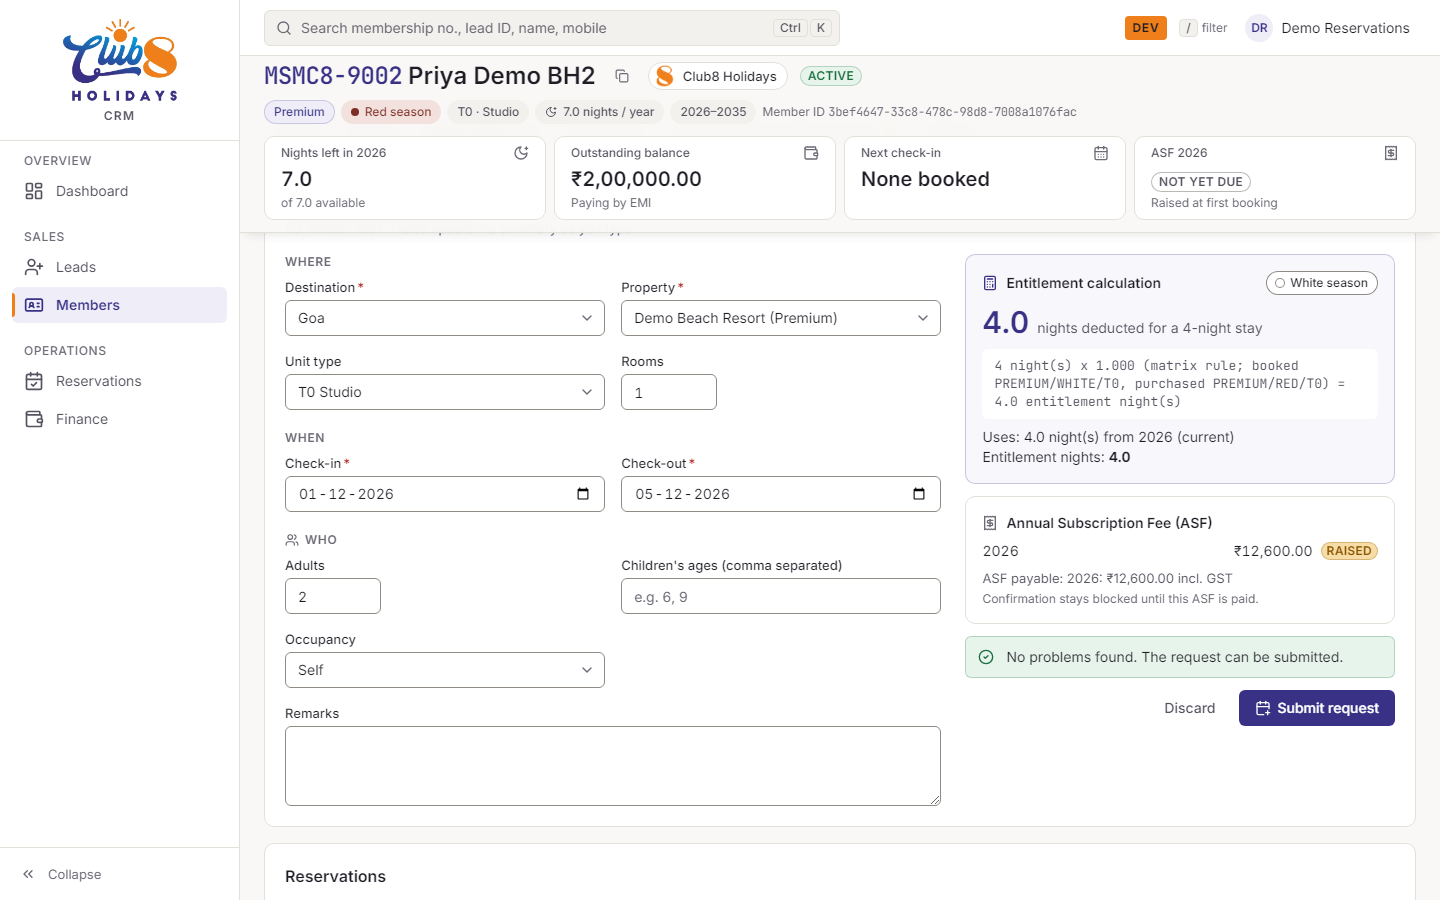 Club8
HOLIDAYS
CRM
OVERVIEW
Dashboard
SALES
Leads
Members
OPERATIONS
Reservations
Finance
Collapse
Search membership no., lead ID, name, mobile
Ctrl K
DEV
/ filter
DR Demo Reservations
MSMC8-9002 Priya Demo BH2
8 Club8 Holidays
ACTIVE
Premium
Red season
T0 · Studio
7.0 nights / year
2026–2035
Member ID 3bef4647-33c8-478c-98d8-7008a1076fac
Nights left in 2026
7.0
of 7.0 available
Outstanding balance
₹2,00,000.00
Paying by EMI
Next check-in
None booked
ASF 2026
NOT YET DUE
Raised at first booking
WHERE
Destination *
Goa
Property *
Demo Beach Resort (Premium)
Unit type
T0 Studio
Rooms
1
WHEN
Check-in *
01-12-2026
Check-out *
05-12-2026
WHO
Adults
2
Children's ages (comma separated)
e.g. 6, 9
Occupancy
Self
Remarks
Entitlement calculation
White season
4.0 nights deducted for a 4-night stay
4 night(s) x 1.000 (matrix rule; booked
PREMIUM/WHITE/T0, purchased PREMIUM/RED/T0) =
4.0 entitlement night(s)
Uses: 4.0 night(s) from 2026 (current)
Entitlement nights: 4.0
Annual Subscription Fee (ASF)
2026 ₹12,600.00 RAISED
ASF payable: 2026: ₹12,600.00 incl. GST
Confirmation stays blocked until this ASF is paid.
No problems found. The request can be submitted.
Discard
Submit request
Reservations